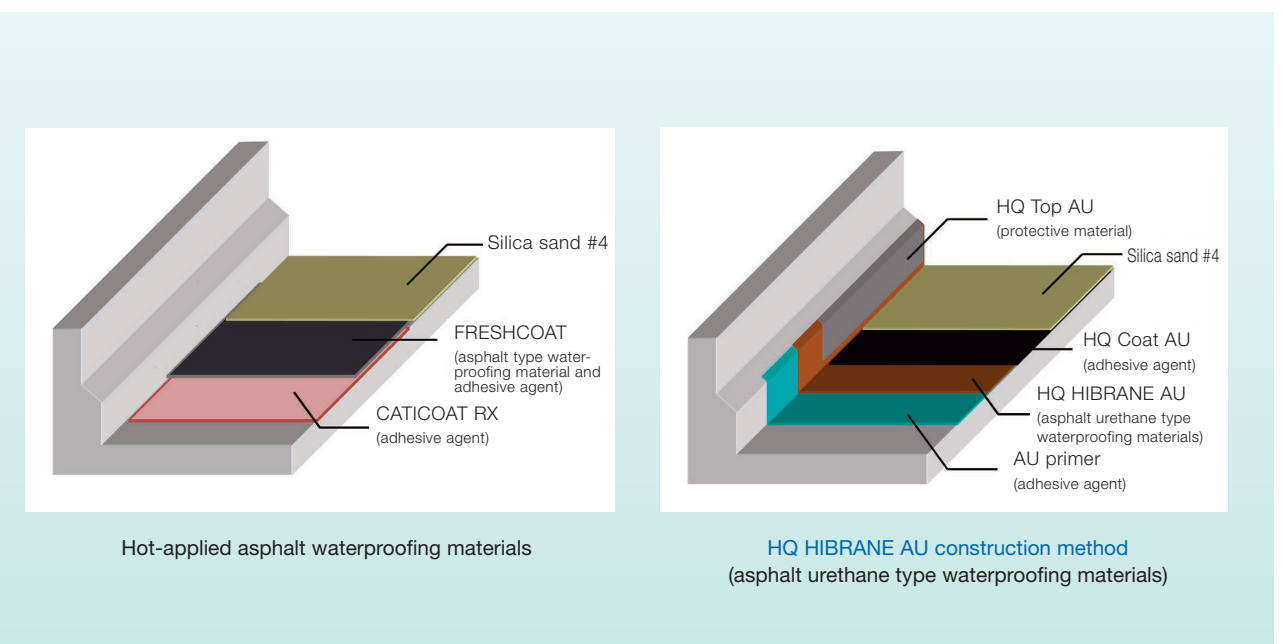 Silica sand #4
FRESHCOAT
(asphalt type water-
proofing material and
adhesive agent)
CATICOAT RX
(adhesive agent)
Hot-applied asphalt waterproofing materials
HQ Top AU
(protective material)
Silica sand #4
HQ Coat AU
(adhesive agent)
HQ HIBRANE AU
(asphalt urethane type
waterproofing materials)
AU primer
(adhesive agent)
HQ HIBRANE AU construction method
(asphalt urethane type waterproofing materials)